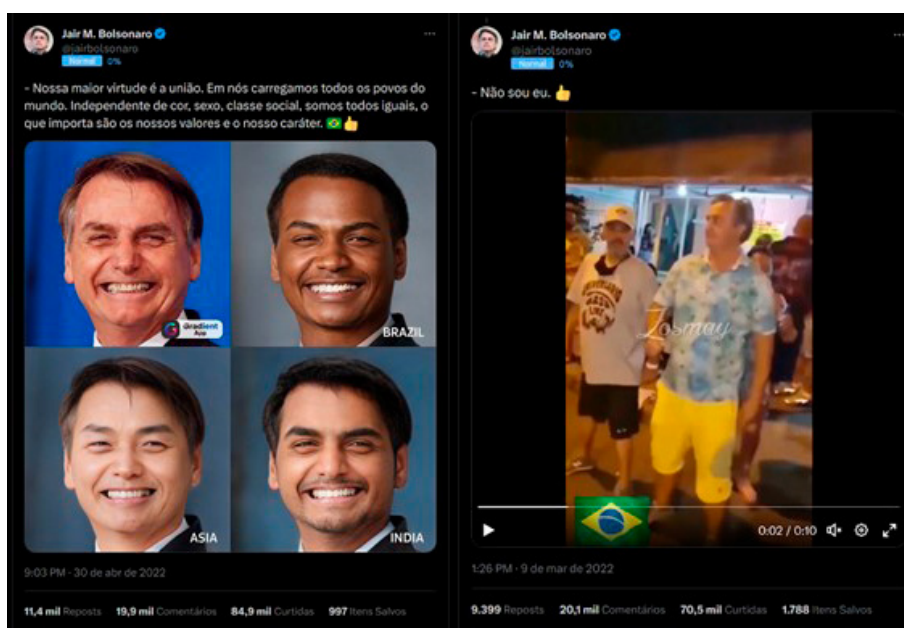 Jair M. Bolsonaro
@jairbolsonaro
Normal 0%
- Nossa maior virtude é a união. Em nós carregamos todos os povos do
mundo. Independente de cor, sexo, classe social, somos todos iguais, o
que importa são os nossos valores e o nosso caráter. 🇧🇷👍
Gradient
App
BRAZIL
ASIA
INDIA
9:03 PM · 30 de abr de 2022
11,4 mil Reposts 19,9 mil Comentários 84,9 mil Curtidas 997 Itens Salvos
Jair M. Bolsonaro
@jairbolsonaro
Normal 0%
- Não sou eu. 👍
Zosmay
0:02 / 0:10
1:26 PM · 9 de mar de 2022
9.399 Reposts 20,1 mil Comentários 70,5 mil Curtidas 1.788 Itens Salvos